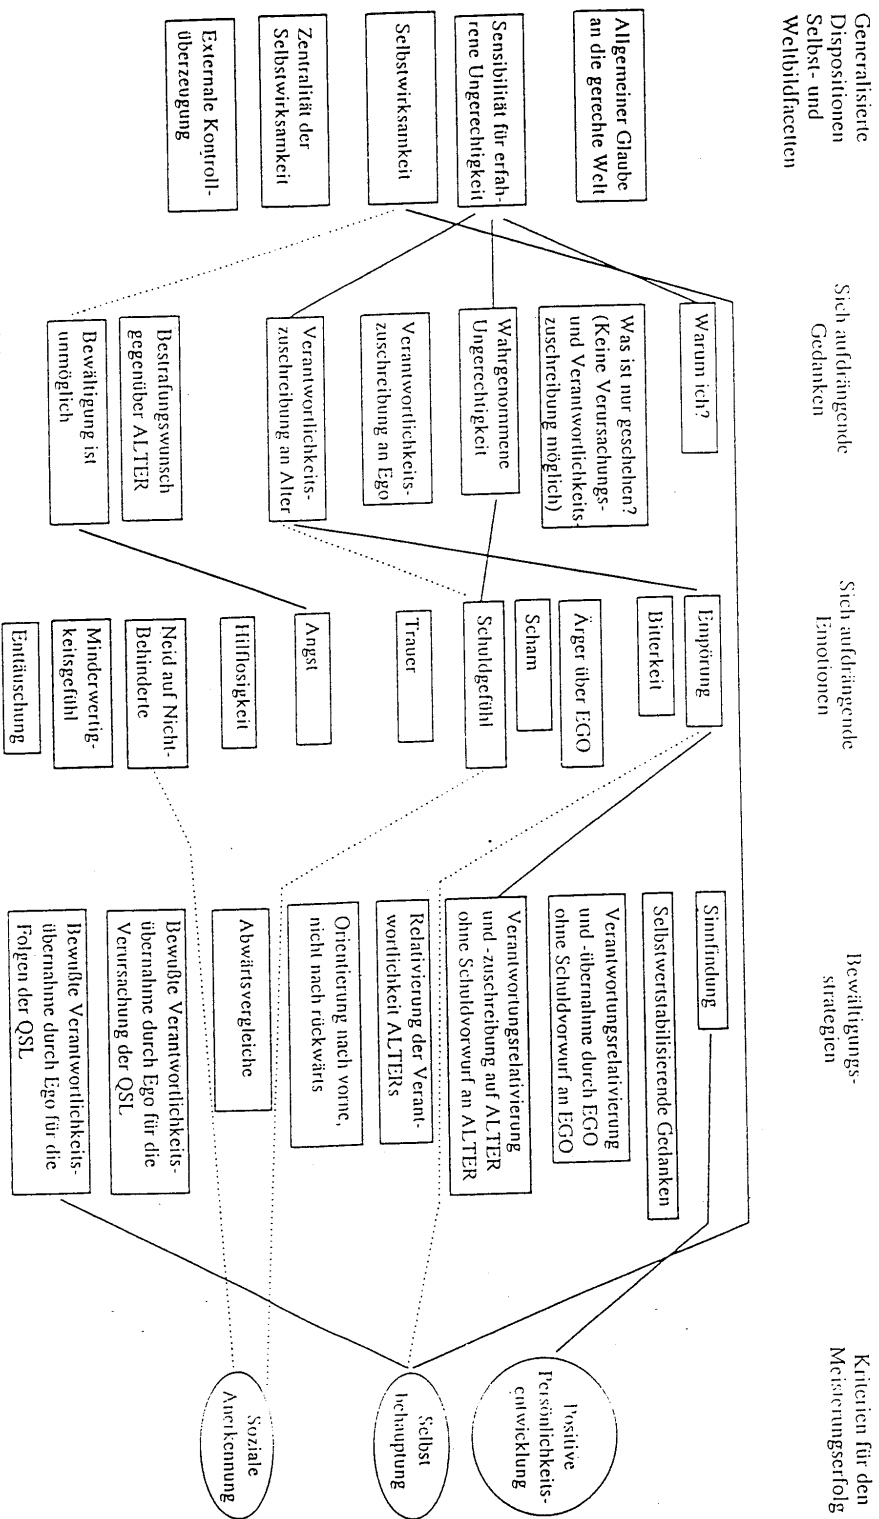 Generalisierte
Dispositionen
Selbst- und
Weltbildfacetten
Allgemeiner Glaube
an die gerechte Welt
Sensibilität für erfah-
rene Ungerechtigkeit
Selbstwirksamkeit
Zentralität der
Selbstwirksamkeit
Externale Kontroll-
überzeugung
Sich aufdrängende
Gedanken
Warum ich?
Was ist nur geschehen?
(Keine Verursachungs-
und Verantwortlichkeits-
zuschreibung möglich)
Wahrgenommene
Ungerechtigkeit
Verantwortlichkeits-
zuschreibung an Ego
Verantwortlichkeits-
zuschreibung an Alter
Bestrafungswunsch
gegenüber ALTER
Bewältigung ist
unmöglich
Sich aufdrängende
Emotionen
Empörung
Bitterkeit
Ärger über EGO
Scham
Schuldgefühl
Trauer
Angst
Hilflosigkeit
Neid auf Nicht-
Behinderte
Minderwertig-
keitsgefühl
Enttäuschung
Bewältigungs-
strategien
Sinnfindung
Selbstwertstabilisierende Gedanken
Verantwortungsrelativierung
und -übernahme durch EGO
ohne Schuldvorwurf an EGO
Verantwortungsrelativierung
und -zuschreibung auf ALTER
ohne Schuldvorwurf an ALTER
Relativierung der Verant-
wortlichkeit ALTERs
Orientierung nach vorne,
nicht nach rückwärts
Abwärtsvergleiche
Bewußte Verantwortlichkeits-
übernahme durch Ego für die
Verursachung der QSL
Bewußte Verantwortlichkeits-
übernahme durch Ego für die
Folgen der QSL
Kriterien für den
Meisterungserfolg
Positive
Persönlichkeits-
entwicklung
Selbst
behauptung
Soziale
Anerkennung